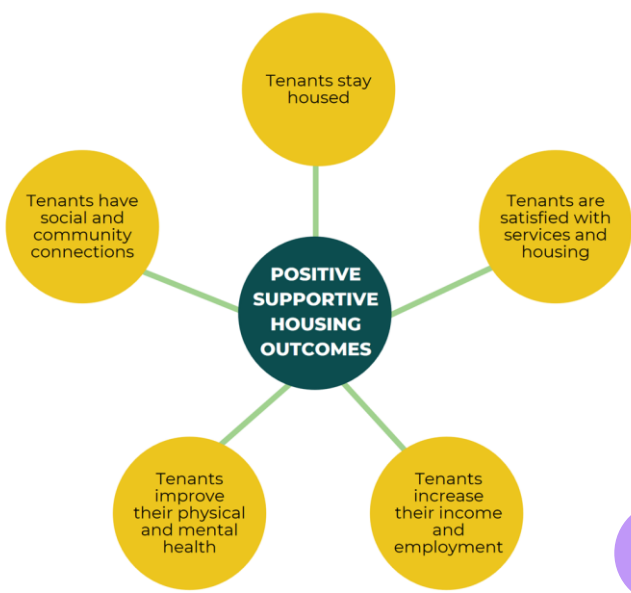 Tenants stay
housed
Tenants have
social and
community
connections
Tenants are
satisfied with
services and
housing
POSITIVE
SUPPORTIVE
HOUSING
OUTCOMES
Tenants
improve
their physical
and mental
health
Tenants
increase
their income
and
employment